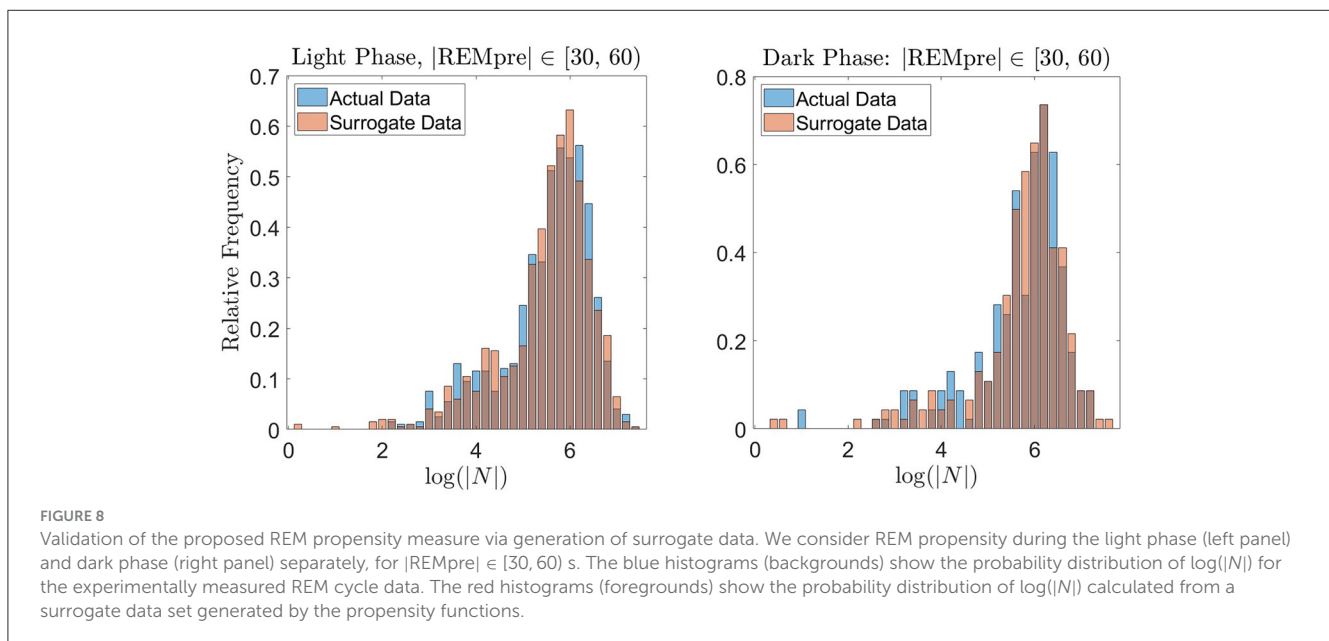 Light Phase, |REMpre| ∈ [30, 60)
0.7
0.6
0.5
0.4
0.3
0.2
0.1
0
Relative Frequency
Actual Data
Surrogate Data
0 2 4 6
log(|N|)
Dark Phase: |REMpre| ∈ [30, 60)
0.8
0.6
0.4
0.2
0
Actual Data
Surrogate Data
0 2 4 6
log(|N|)
FIGURE 8
Validation of the proposed REM propensity measure via generation of surrogate data. We consider REM propensity during the light phase (left panel)
and dark phase (right panel) separately, for |REMpre| ∈ [30, 60) s. The blue histograms (backgrounds) show the probability distribution of log(|N|) for
the experimentally measured REM cycle data. The red histograms (foregrounds) show the probability distribution of log(|N|) calculated from a
surrogate data set generated by the propensity functions.